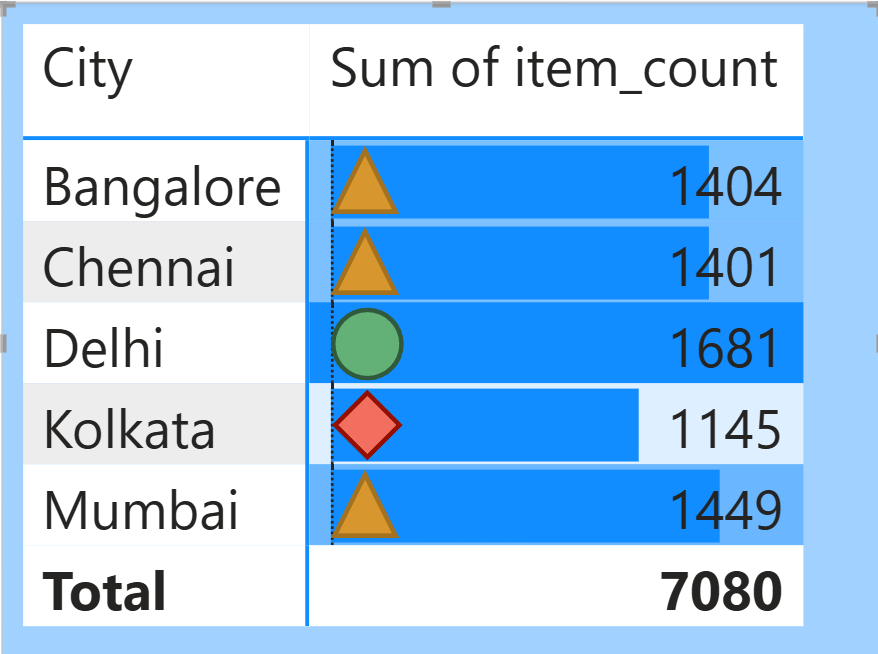 City Sum of item_count
Bangalore 1404
Chennai 1401
Delhi 1681
Kolkata 1145
Mumbai 1449
Total 7080